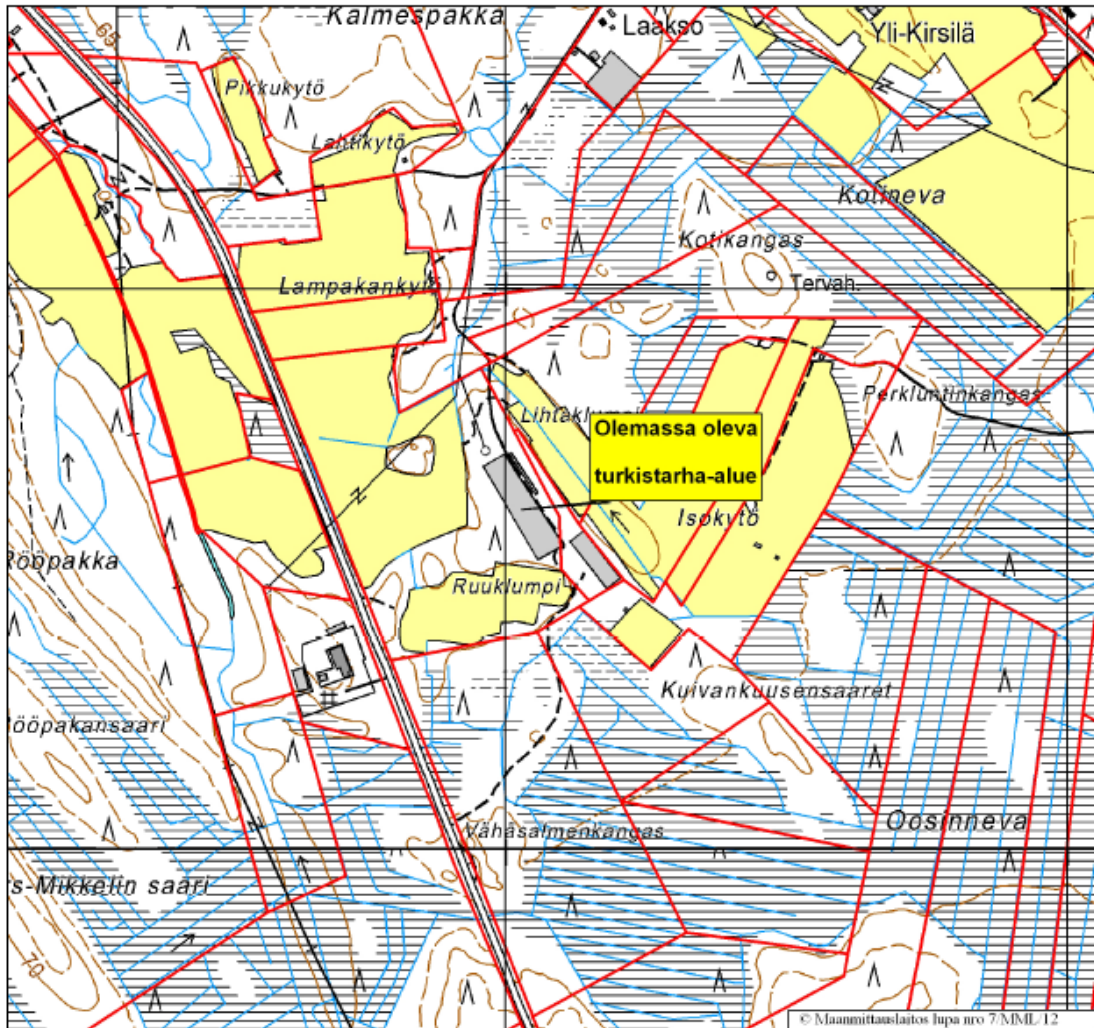 Kalmespakka
Laakso
Yli-Kirsilä
65
Pikkukytö
Lahtikytö
Kotineva
Kotikangas
Lampakankytö
Tervah.
Perkluntinkangas
Olemassa oleva
turkistarha-alue
Isokytö
Rööpakka
Ruuklumpi
Kuivankuusensaaret
Rööpakansaari
Oosinneva
Vähäsalmenkangas
s-Mikkelin saari
70
© Maanmittauslaitos lupa nro 7/MML/12